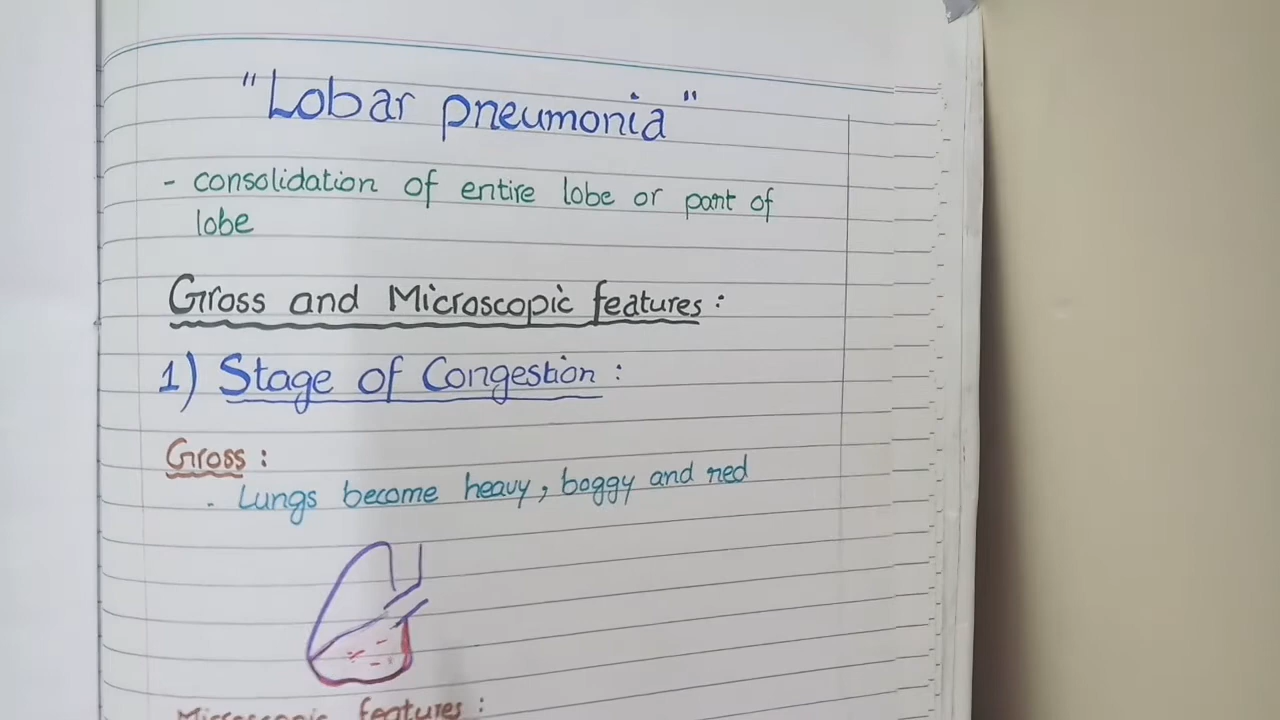 "Lobar pneumonia"
- consolidation of entire lobe or part of
lobe
Gross and Microscopic features :
1) Stage of Congestion :
Gross :
- Lungs become heavy, boggy and red
Microscopic features :